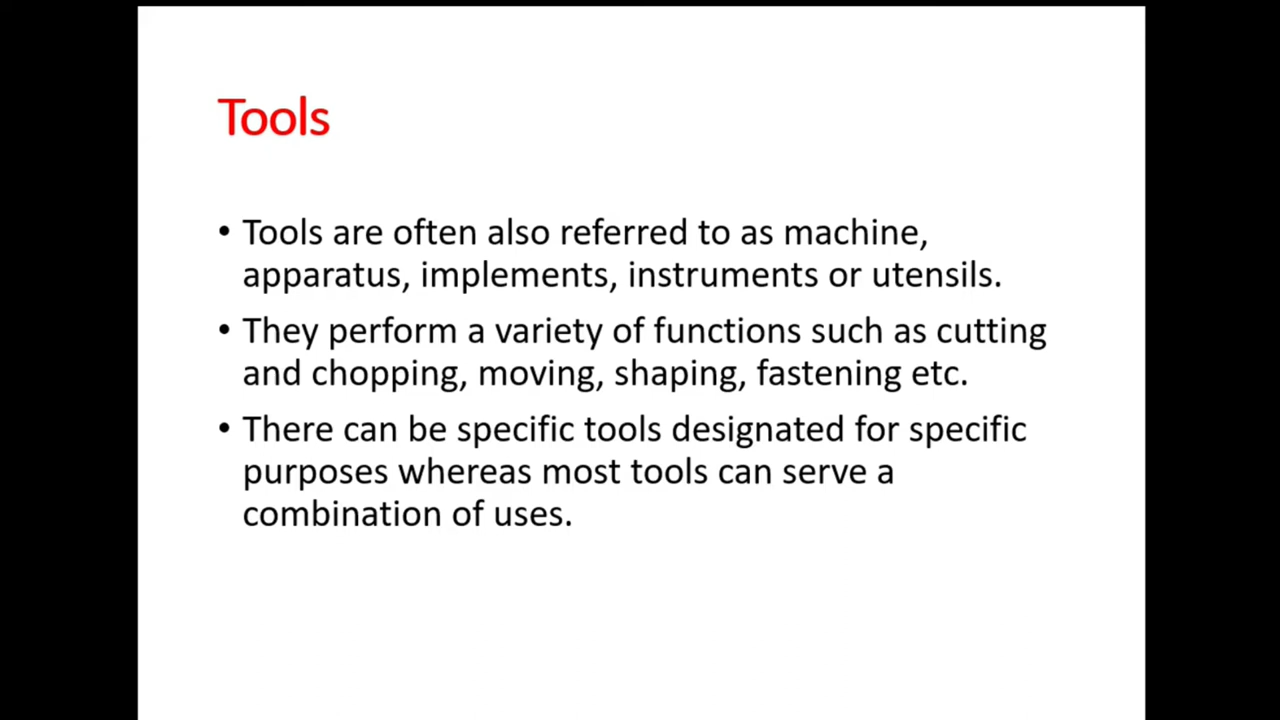 Tools
• Tools are often also referred to as machine,
apparatus, implements, instruments or utensils.
• They perform a variety of functions such as cutting
and chopping, moving, shaping, fastening etc.
• There can be specific tools designated for specific
purposes whereas most tools can serve a
combination of uses.